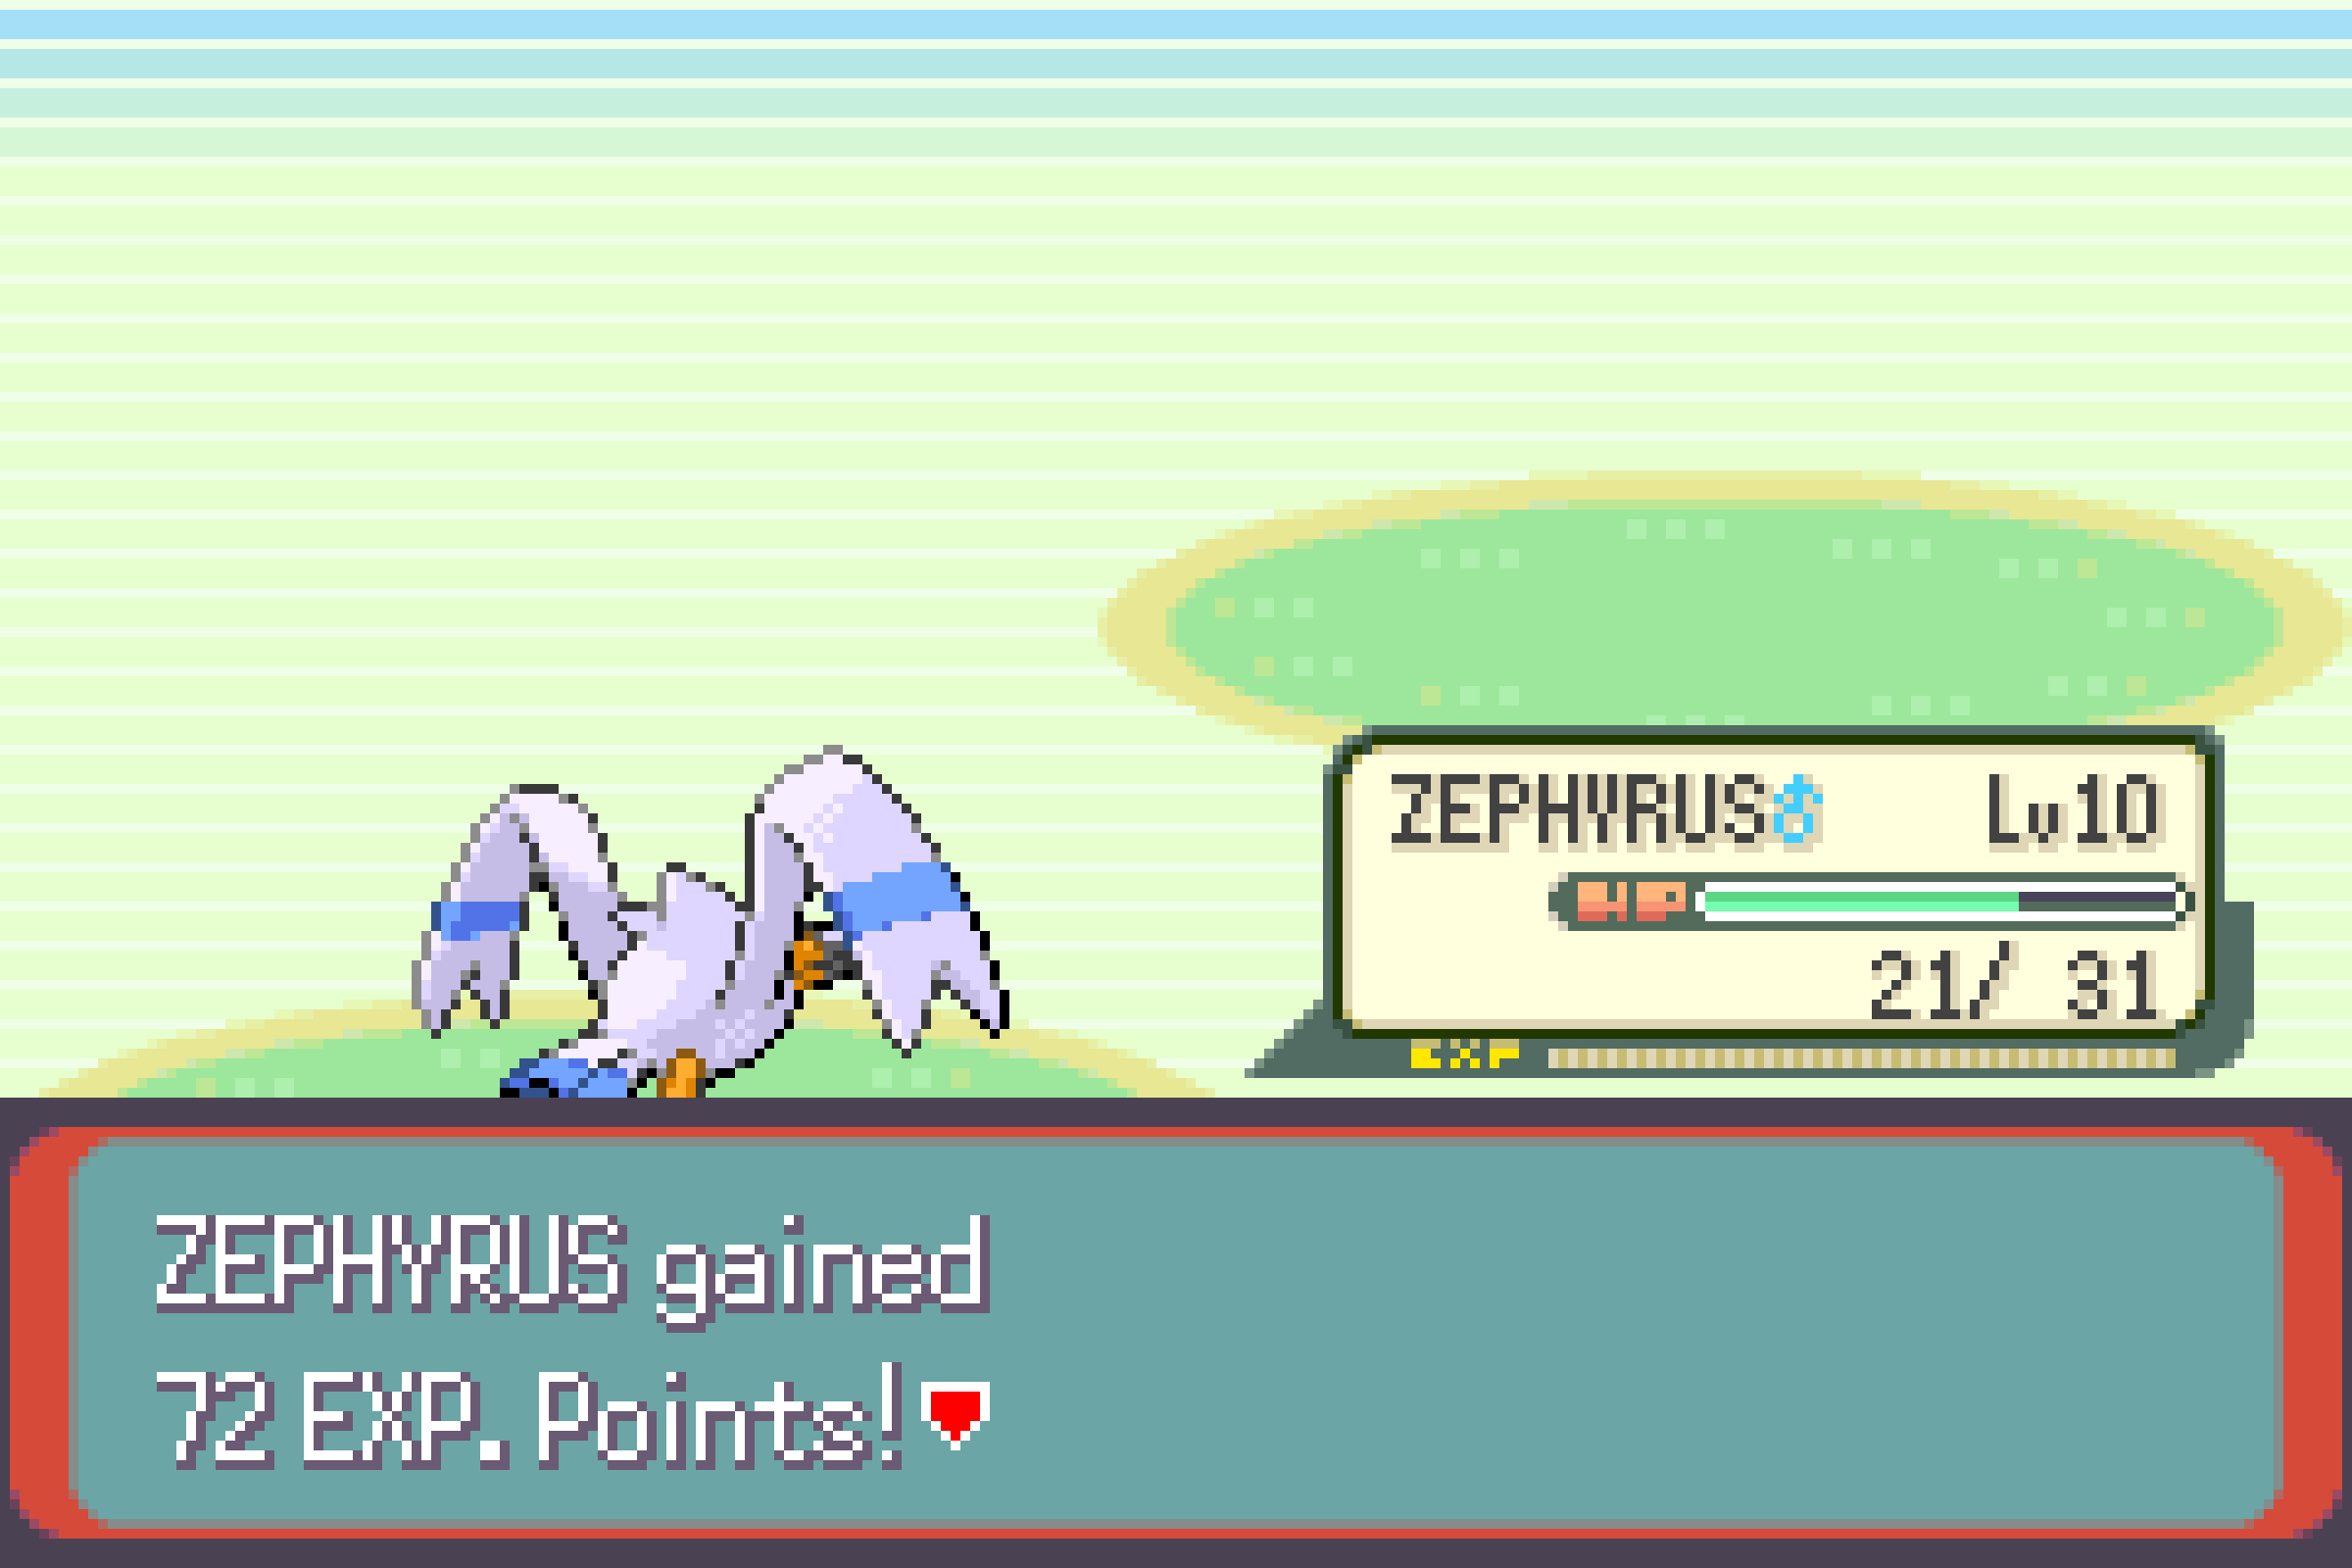 ZEPHYRUS♂ Lv10
HP
21/ 31
EXP
ZEPHYRUS gained
72 EXP. Points!